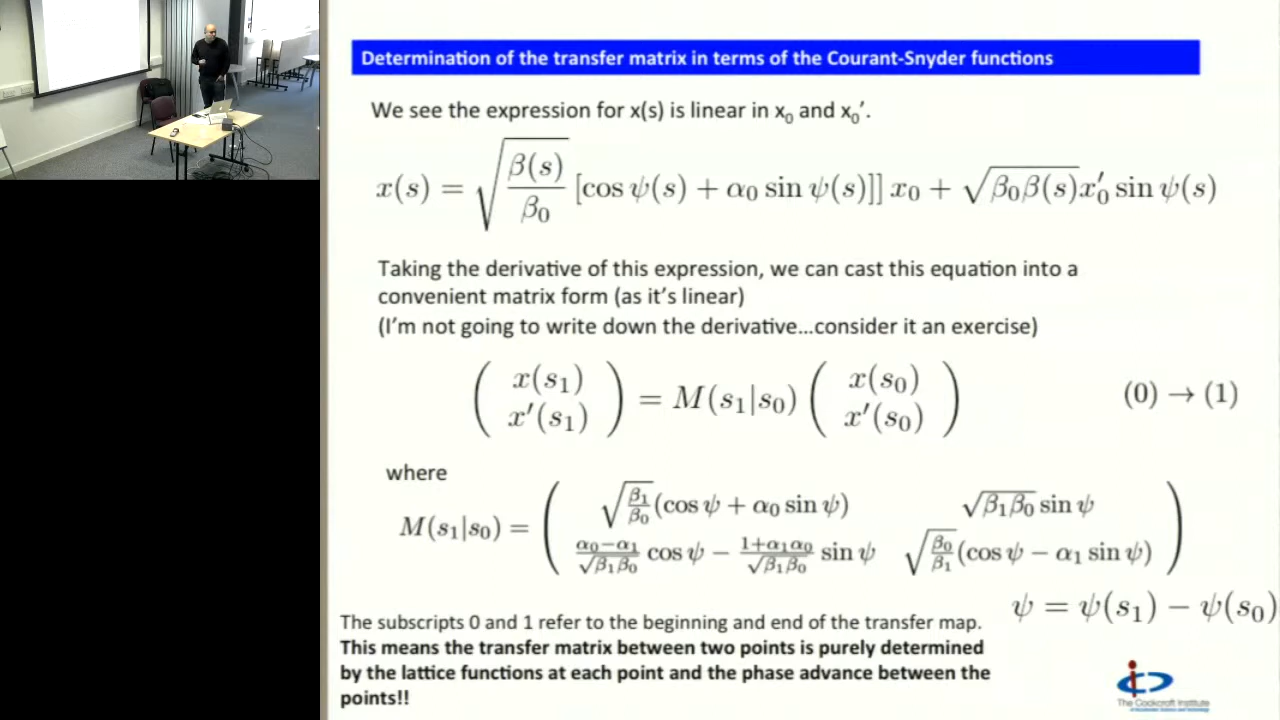 Determination of the transfer matrix in terms of the Courant-Snyder functions
We see the expression for x(s) is linear in x₀ and x₀′.
x(s) = √(β(s)/β₀) [cos ψ(s) + α₀ sin ψ(s)]] x₀ + √(β₀β(s)) x′₀ sin ψ(s)
Taking the derivative of this expression, we can cast this equation into a
convenient matrix form (as it's linear)
(I'm not going to write down the derivative...consider it an exercise)
( x(s₁) ; x′(s₁) ) = M(s₁|s₀) ( x(s₀) ; x′(s₀) ) (0) → (1)
where
M(s₁|s₀) = ( √(β₁/β₀)(cos ψ + α₀ sin ψ) √(β₁β₀) sin ψ ; (α₀−α₁)/√(β₁β₀) cos ψ − (1+α₁α₀)/√(β₁β₀) sin ψ √(β₀/β₁)(cos ψ − α₁ sin ψ) )
ψ = ψ(s₁) − ψ(s₀)
The subscripts 0 and 1 refer to the beginning and end of the transfer map.
This means the transfer matrix between two points is purely determined
by the lattice functions at each point and the phase advance between the
points!!
The Cockcroft Institute